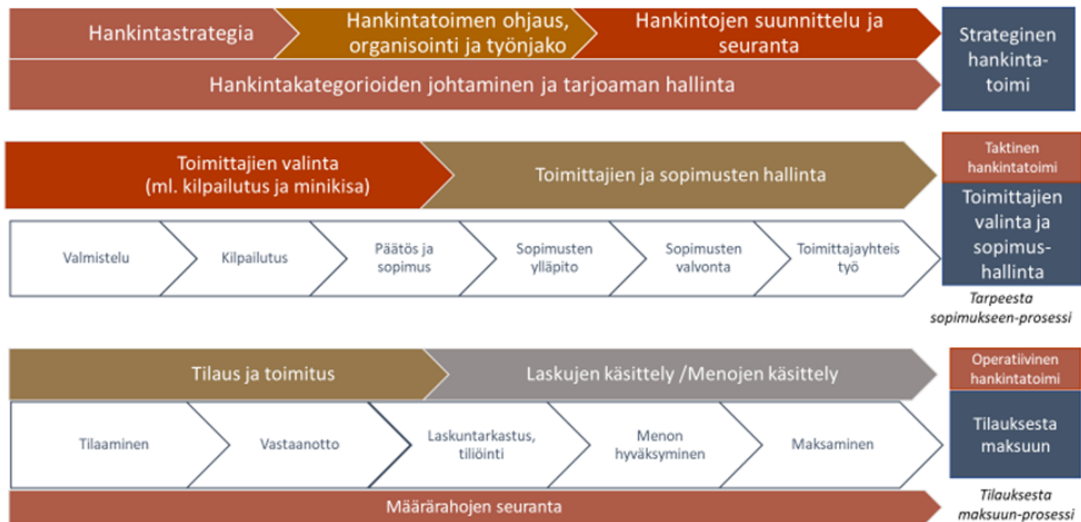 Hankintastrategia
Hankintatoimen ohjaus,
organisointi ja työnjako
Hankintojen suunnittelu ja
seuranta
Strateginen
hankinta-
toimi
Hankintakategorioiden johtaminen ja tarjoaman hallinta
Toimittajien valinta
(ml. kilpailutus ja minikisa)
Toimittajien ja sopimusten hallinta
Taktinen
hankintatoimi
Toimittajien
valinta ja
sopimus-
hallinta
Valmistelu
Kilpailutus
Päätös ja
sopimus
Sopimusten
ylläpito
Sopimusten
valvonta
Toimittajayhteis
työ
Tarpeesta
sopimukseen-prosessi
Tilaus ja toimitus
Laskujen käsittely /Menojen käsittely
Operatiivinen
hankintatoimi
Tilaaminen
Vastaanotto
Laskuntarkastus,
tiliöinti
Menon
hyväksyminen
Maksaminen
Tilauksesta
maksuun
Määrärahojen seuranta
Tilauksesta
maksuun-prosessi